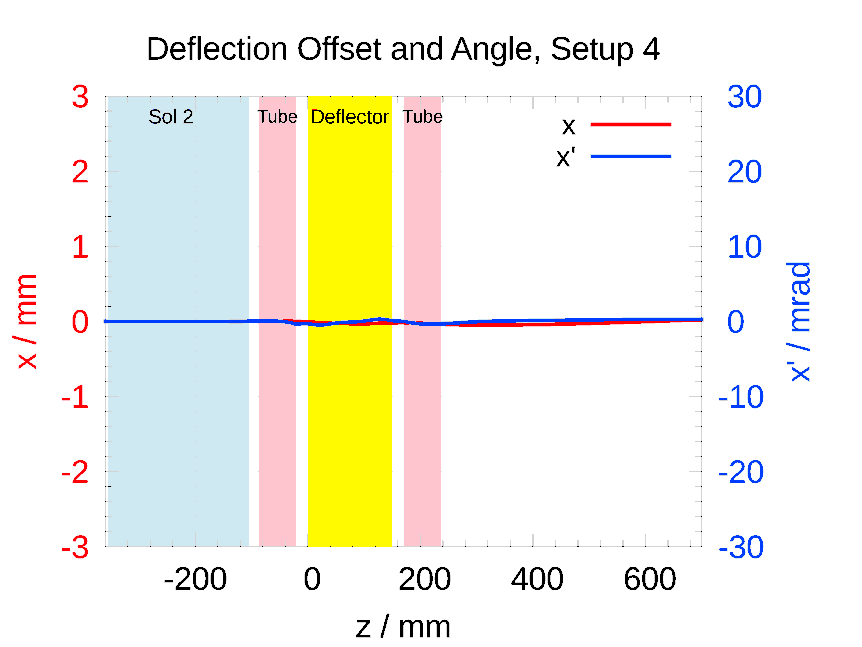 Deflection Offset and Angle, Setup 4
3
2
1
0
-1
-2
-3
x / mm
Sol 2
Tube
Deflector
Tube
x
x'
30
20
10
0
-10
-20
-30
x' / mrad
-200
0
200
400
600
z / mm